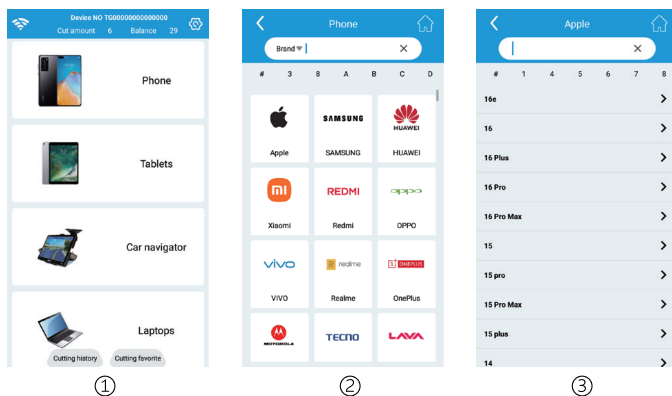 Device NO TG00000000000000
Cut amount 6 Balance 29
Phone
Tablets
Car navigator
Laptops
Cutting history Cutting favorite
①
Phone
Brand
# 3 8 A B C D
SAMSUNG
HUAWEI
Apple SAMSUNG HUAWEI
REDMI
oppo
Xiaomi Redmi OPPO
vivo
realme
ONEPLUS
VIVO Realme OnePlus
MOTOROLA
TECNO
LAVA
②
Apple
# 1 4 5 6 7 8
16e
16
16 Plus
16 Pro
16 Pro Max
15
15 pro
15 Pro Max
15 plus
14
③